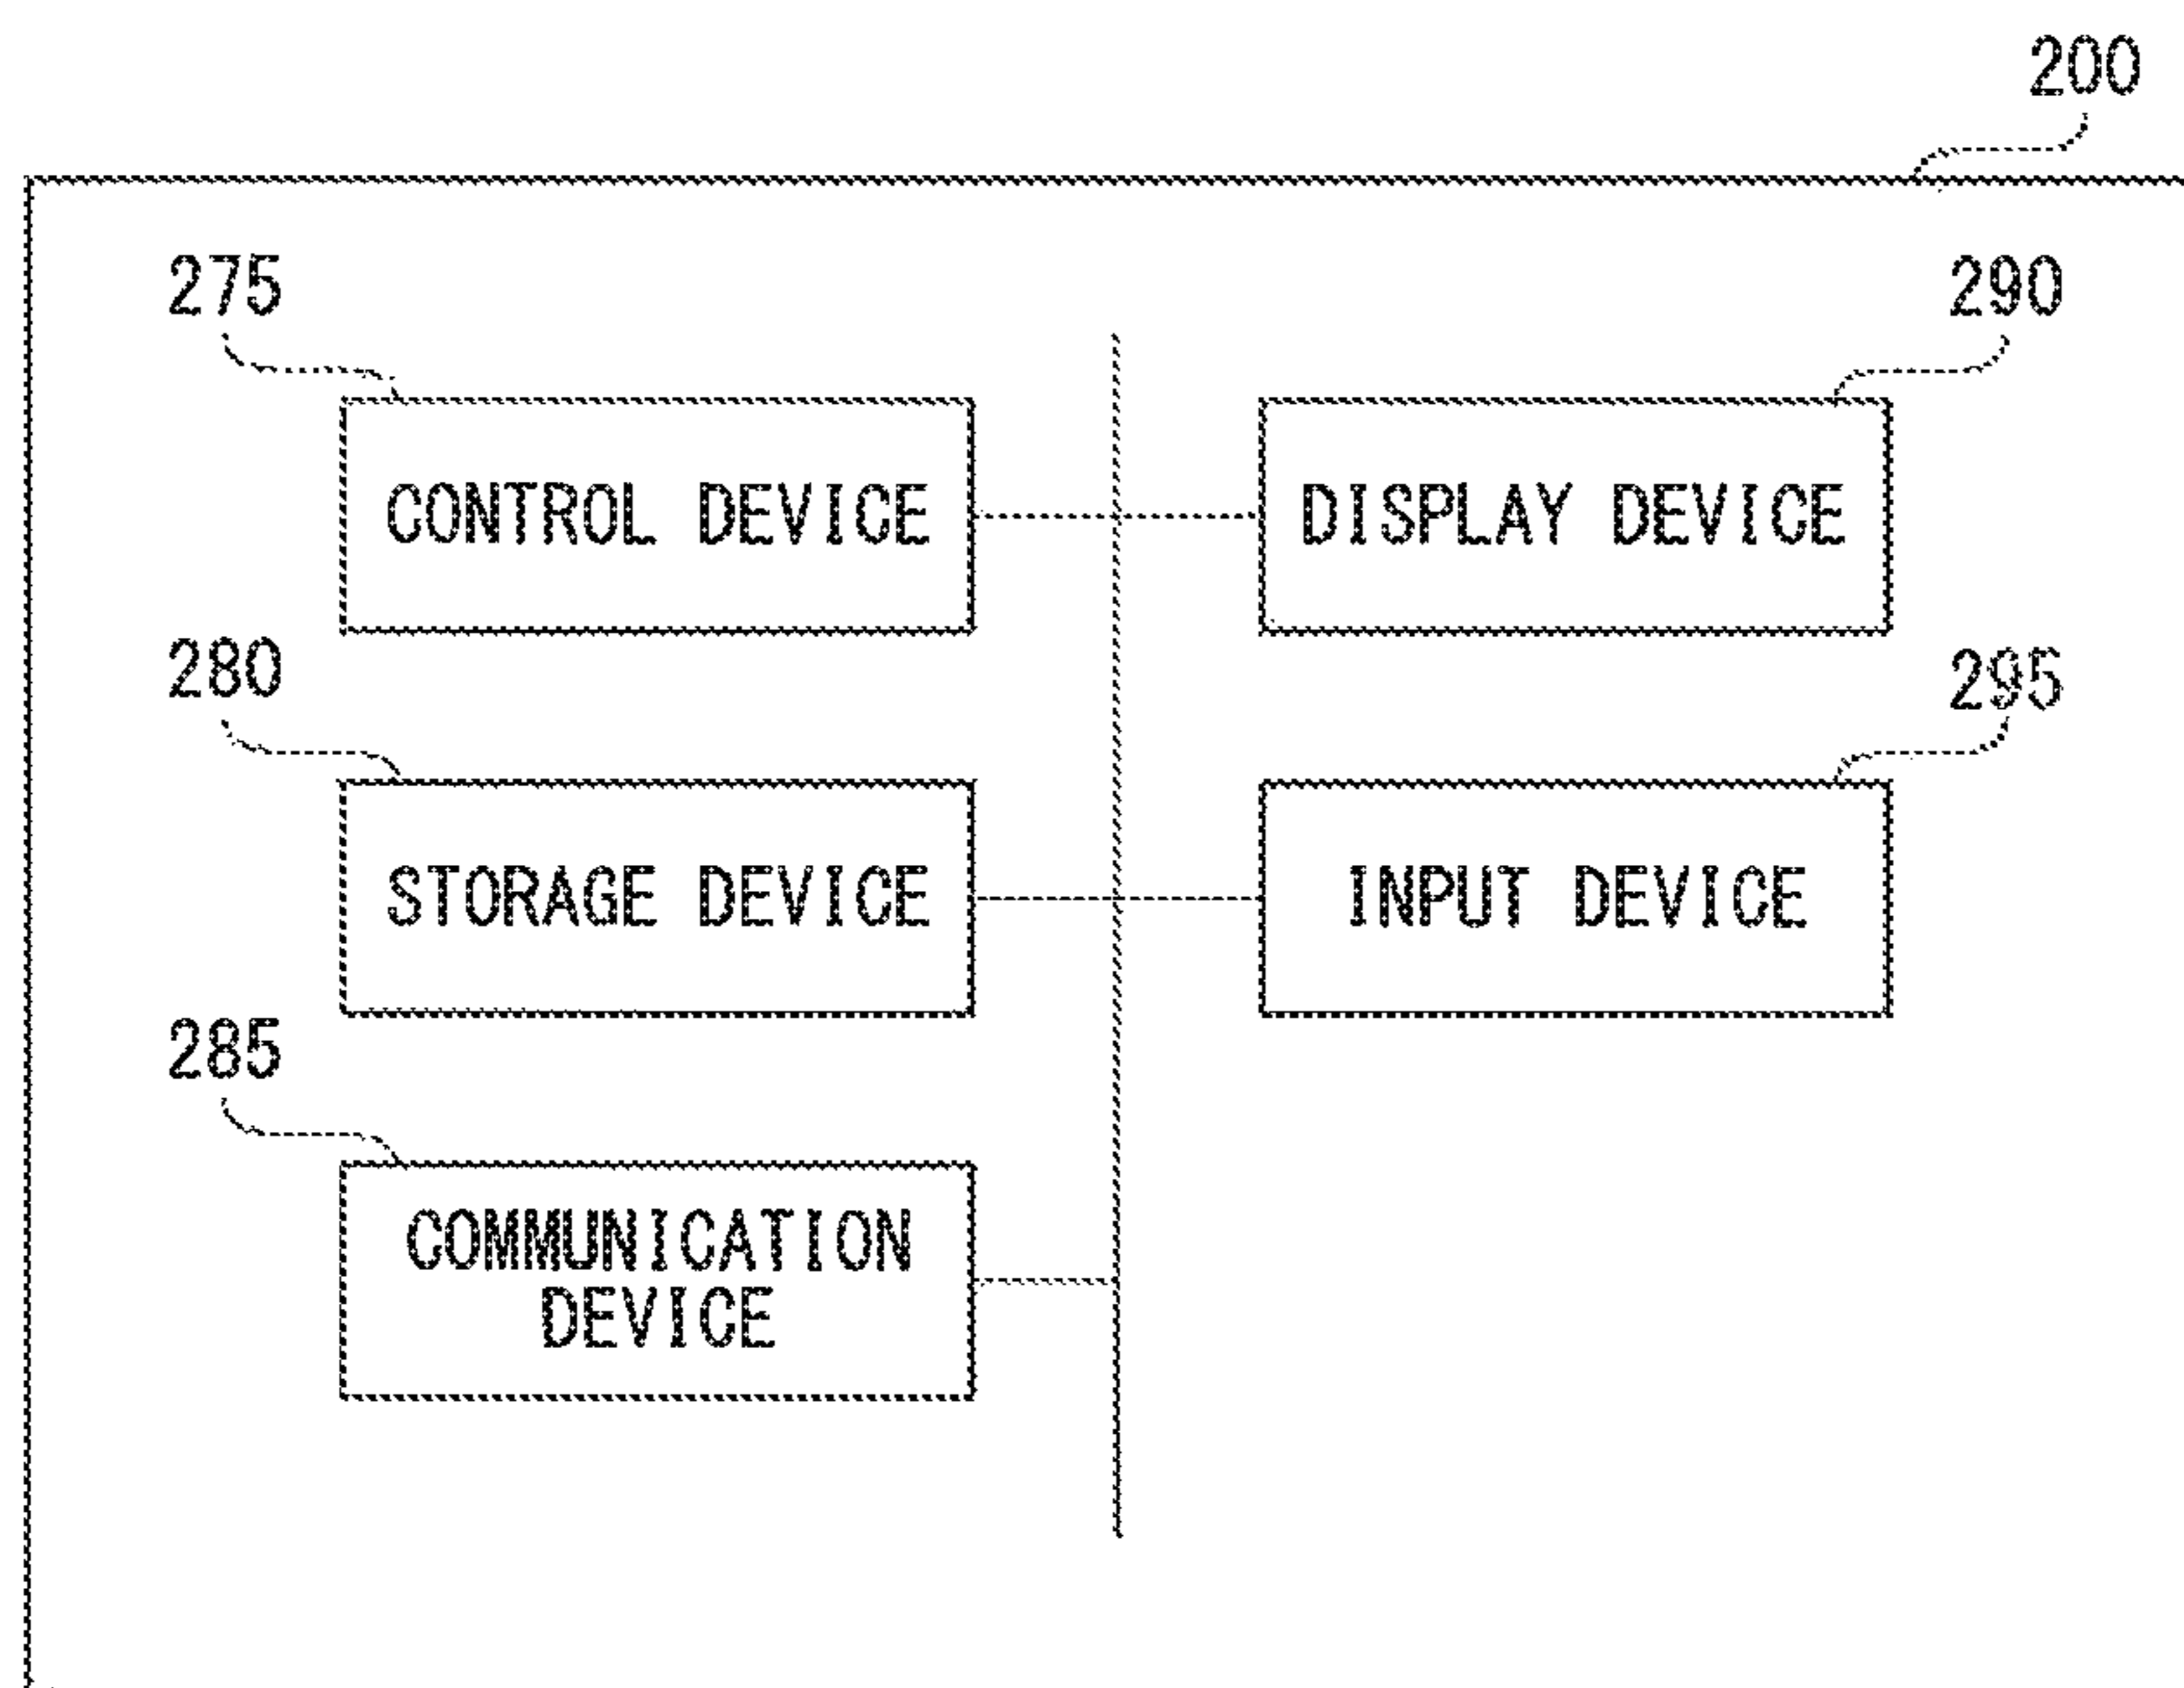 200
275
290
CONTROL DEVICE
DISPLAY DEVICE
280
295
STORAGE DEVICE
INPUT DEVICE
285
COMMUNICATION
DEVICE